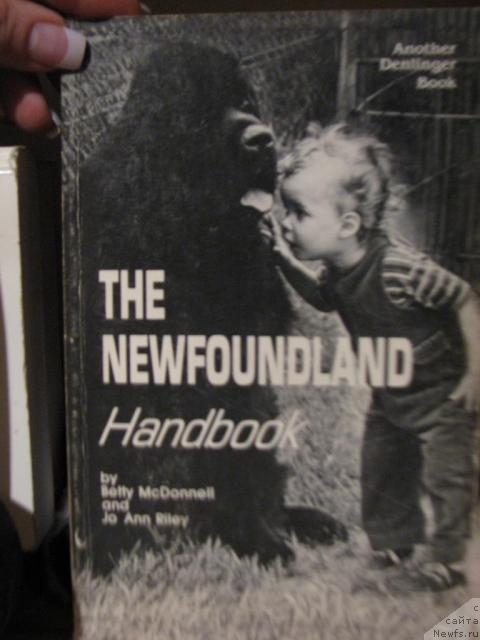 Another
Denlinger
Book
THE
NEWFOUNDLAND
Handbook
by
Betty McDonnell
and
Jo Ann Riley
с
сайта
Newfs.ru